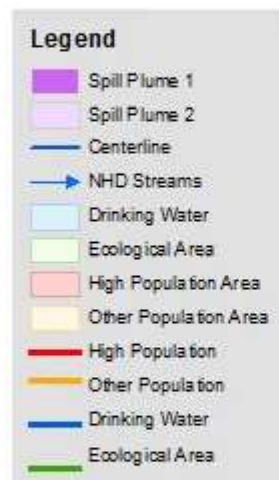 Legend
Spill Plume 1
Spill Plume 2
Centerline
NHD Streams
Drinking Water
Ecological Area
High Population Area
Other Population Area
High Population
Other Population
Drinking Water
Ecological Area